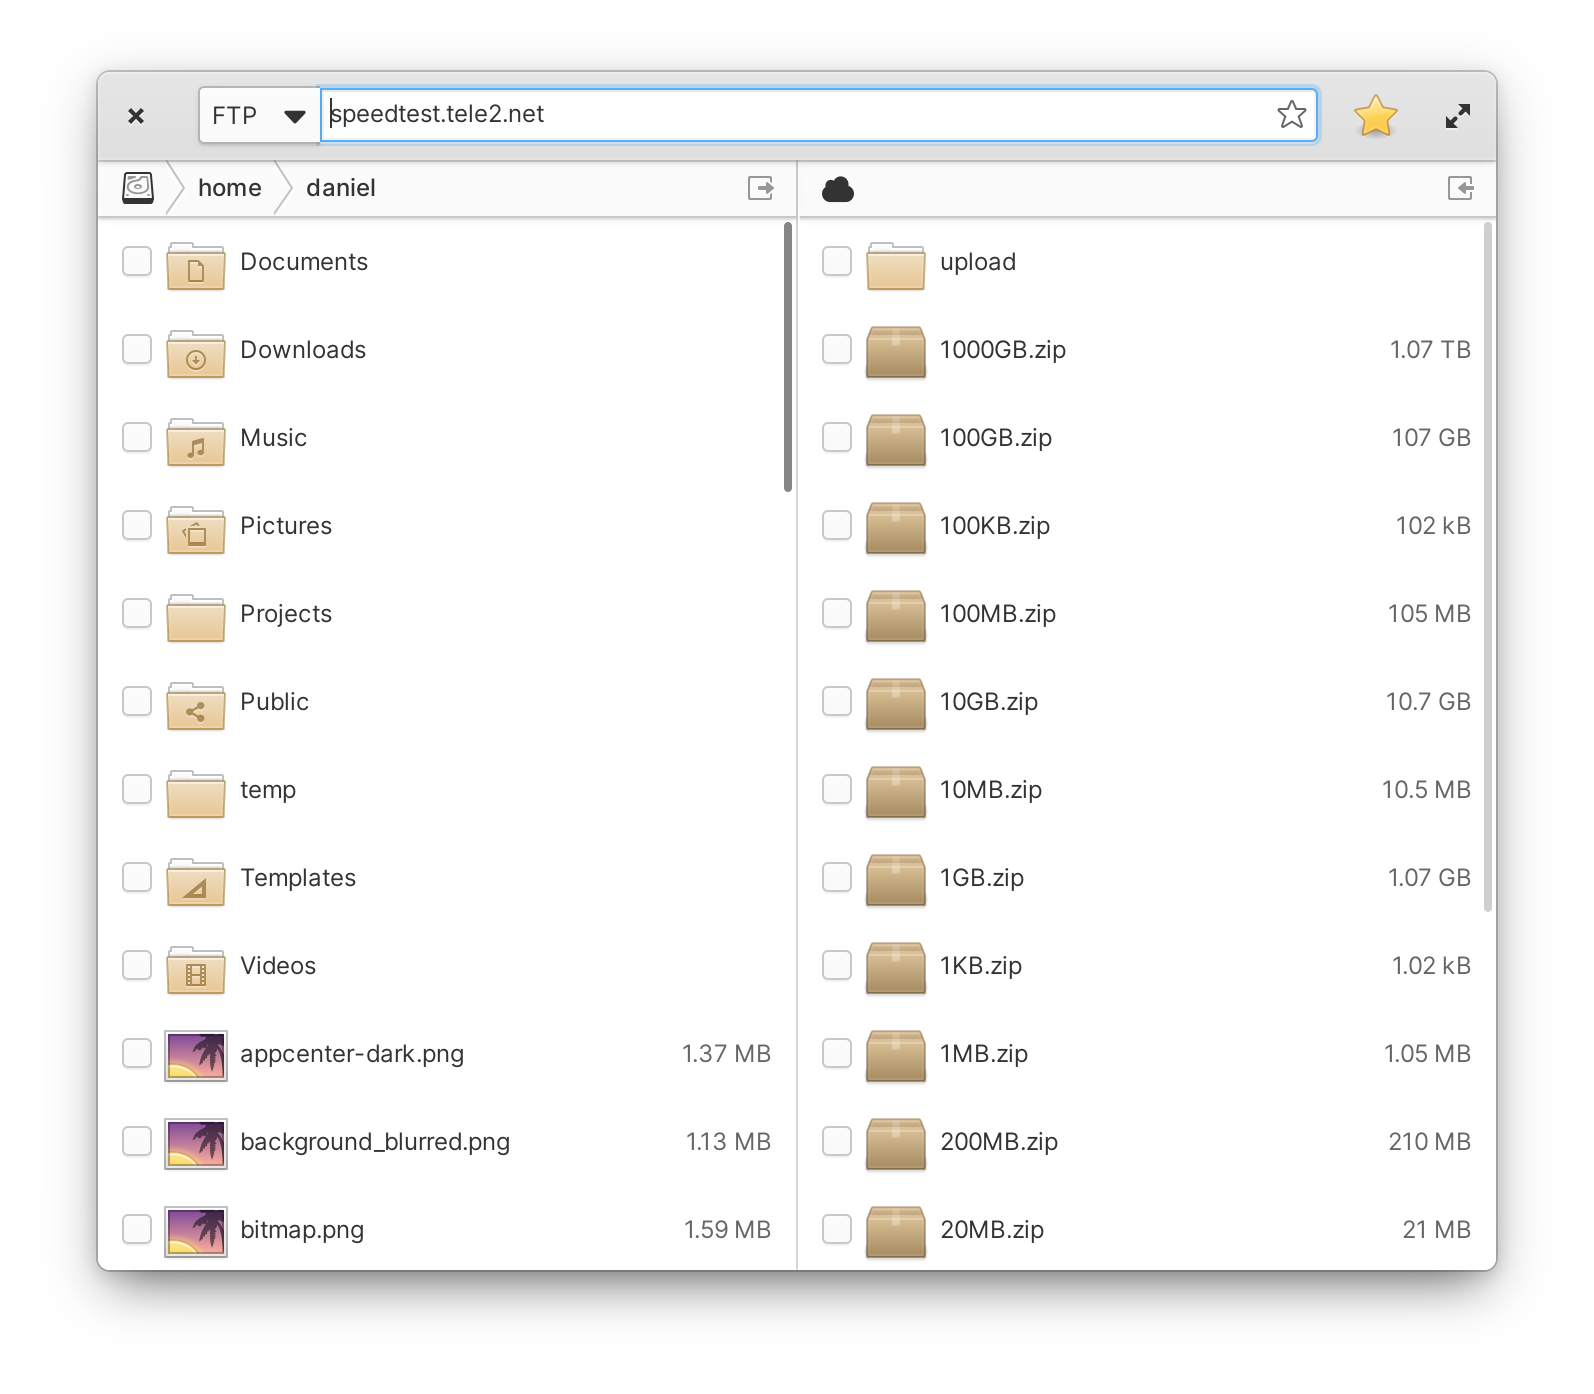 FTP
speedtest.tele2.net
home
daniel
Documents
Downloads
Music
Pictures
Projects
Public
temp
Templates
Videos
appcenter-dark.png 1.37 MB
background_blurred.png 1.13 MB
bitmap.png 1.59 MB
upload
1000GB.zip 1.07 TB
100GB.zip 107 GB
100KB.zip 102 kB
100MB.zip 105 MB
10GB.zip 10.7 GB
10MB.zip 10.5 MB
1GB.zip 1.07 GB
1KB.zip 1.02 kB
1MB.zip 1.05 MB
200MB.zip 210 MB
20MB.zip 21 MB